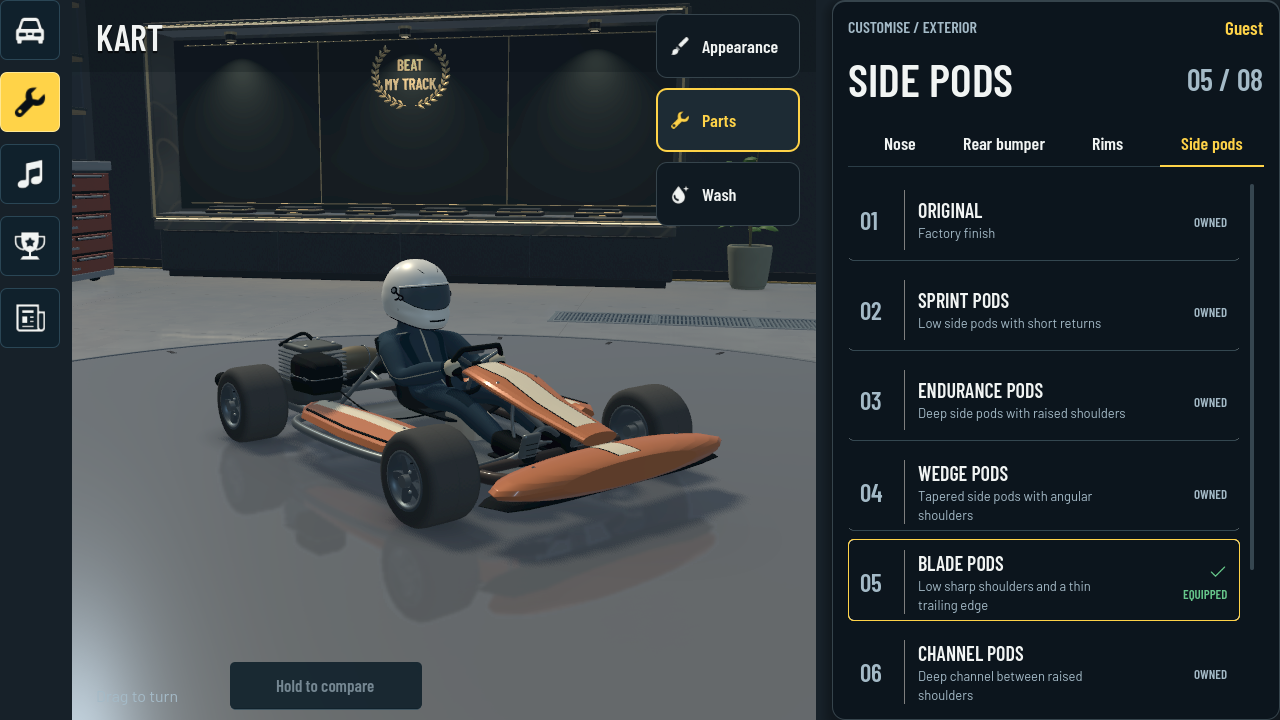 KART
BEAT
MY TRACK
Appearance
Parts
Wash
Drag to turn
Hold to compare
CUSTOMISE / EXTERIOR
Guest
SIDE PODS
05 / 08
Nose
Rear bumper
Rims
Side pods
01
ORIGINAL
Factory finish
OWNED
02
SPRINT PODS
Low side pods with short returns
OWNED
03
ENDURANCE PODS
Deep side pods with raised shoulders
OWNED
04
WEDGE PODS
Tapered side pods with angular
shoulders
OWNED
05
BLADE PODS
Low sharp shoulders and a thin
trailing edge
EQUIPPED
06
CHANNEL PODS
Deep channel between raised
shoulders
OWNED